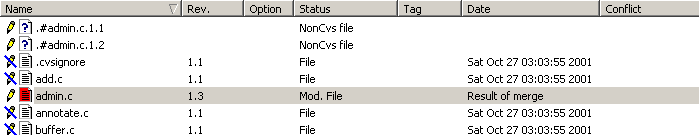 Name Rev. Option Status Tag Date Conflict
.#admin.c.1.1 NonCvs file
.#admin.c.1.2 NonCvs file
.cvsignore 1.1 File Sat Oct 27 03:03:55 2001
add.c 1.1 File Sat Oct 27 03:03:55 2001
admin.c 1.3 Mod. File Result of merge
annotate.c 1.1 File Sat Oct 27 03:03:55 2001
buffer.c 1.1 File Sat Oct 27 03:03:55 2001